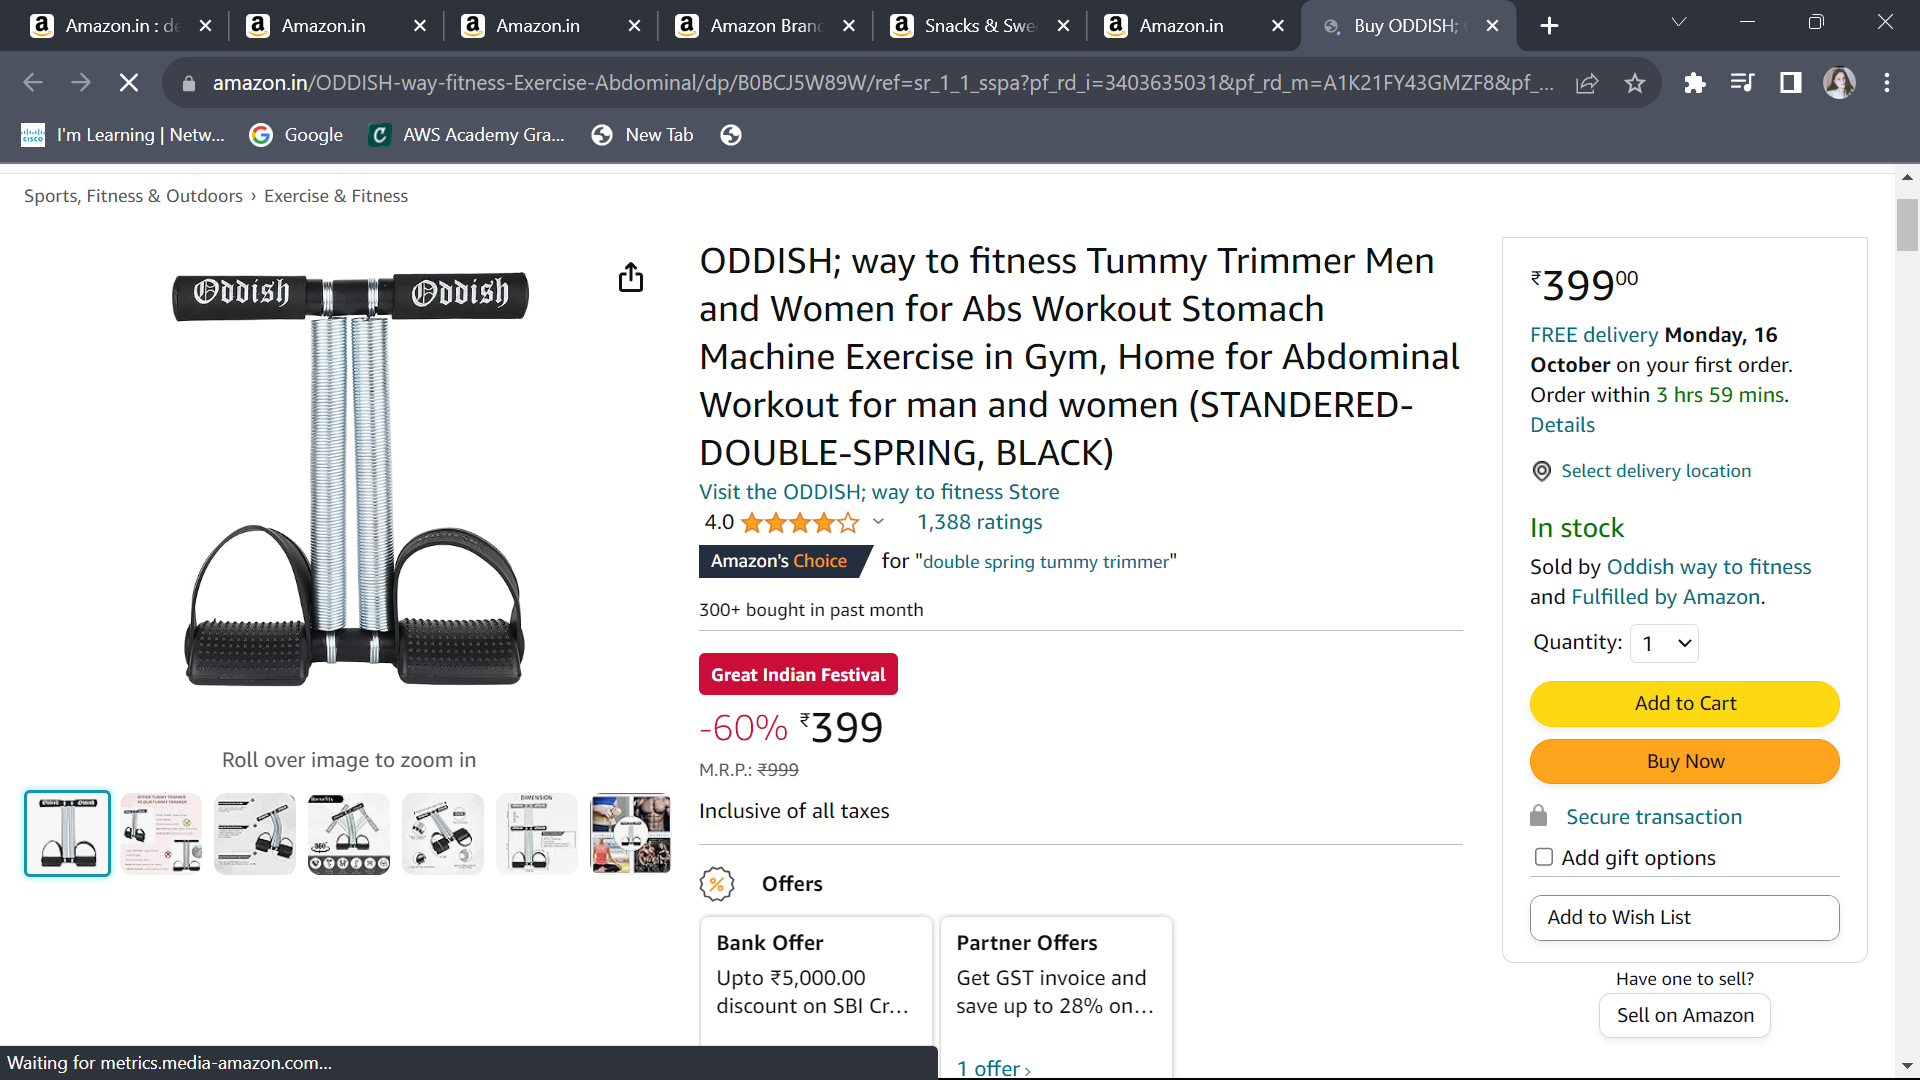 Amazon.in : de
Amazon.in
Amazon.in
Amazon Bran
Snacks & Swe
Amazon.in
Buy ODDISH;
amazon.in/ODDISH-way-fitness-Exercise-Abdominal/dp/B0BCJ5W89W/ref=sr_1_1_sspa?pf_rd_i=3403635031&pf_rd_m=A1K21FY43GMZF8&pf_...
I'm Learning | Netw...
Google
AWS Academy Gra...
New Tab
Sports, Fitness & Outdoors › Exercise & Fitness
Oddish Oddish
Roll over image to zoom in
Benefits
360°
DIMENSION
ODDISH; way to fitness Tummy Trimmer Men
and Women for Abs Workout Stomach
Machine Exercise in Gym, Home for Abdominal
Workout for man and women (STANDERED-
DOUBLE-SPRING, BLACK)
Visit the ODDISH; way to fitness Store
4.0 1,388 ratings
Amazon's Choice for "double spring tummy trimmer"
300+ bought in past month
Great Indian Festival
-60% ₹399
M.R.P.: ₹999
Inclusive of all taxes
Offers
Bank Offer
Upto ₹5,000.00
discount on SBI Cr...
Partner Offers
Get GST invoice and
save up to 28% on...
1 offer ›
₹39900
FREE delivery Monday, 16
October on your first order.
Order within 3 hrs 59 mins.
Details
Select delivery location
In stock
Sold by Oddish way to fitness
and Fulfilled by Amazon.
Quantity: 1
Add to Cart
Buy Now
Secure transaction
Add gift options
Add to Wish List
Have one to sell?
Sell on Amazon
Waiting for metrics.media-amazon.com...